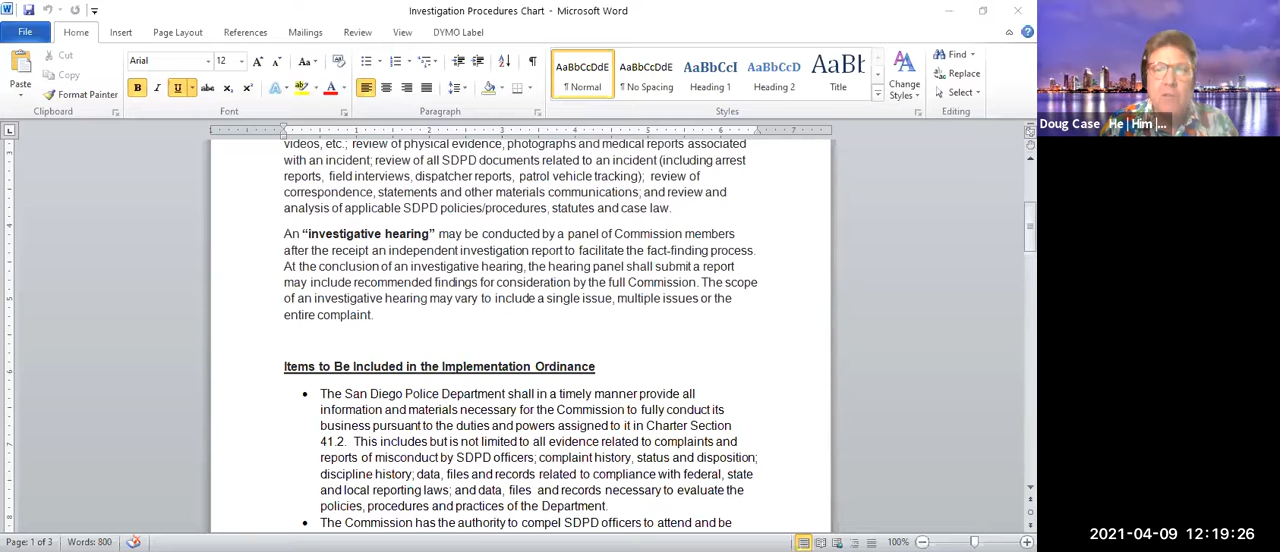 Investigation Procedures Chart - Microsoft Word
File Home Insert Page Layout References Mailings Review View DYMO Label
Paste
Cut
Copy
Format Painter
Clipboard
Arial 12
Font
Paragraph
AaBbCcDdE AaBbCcDdE AaBbCcI AaBbCcD AaBt
¶ Normal ¶ No Spacing Heading 1 Heading 2 Title
Change Styles
Styles
Find
Replace
Select
Editing
1 2 3 4 5 6 7
videos, etc.; review of physical evidence, photographs and medical reports associated
with an incident; review of all SDPD documents related to an incident (including arrest
reports, field interviews, dispatcher reports, patrol vehicle tracking); review of
correspondence, statements and other materials communications; and review and
analysis of applicable SDPD policies/procedures, statutes and case law.
An “investigative hearing” may be conducted by a panel of Commission members
after the receipt an independent investigation report to facilitate the fact-finding process.
At the conclusion of an investigative hearing, the hearing panel shall submit a report
may include recommended findings for consideration by the full Commission. The scope
of an investigative hearing may vary to include a single issue, multiple issues or the
entire complaint.
Items to Be Included in the Implementation Ordinance
• The San Diego Police Department shall in a timely manner provide all
information and materials necessary for the Commission to fully conduct its
business pursuant to the duties and powers assigned to it in Charter Section
41.2. This includes but is not limited to all evidence related to complaints and
reports of misconduct by SDPD officers; complaint history, status and disposition;
discipline history; data, files and records related to compliance with federal, state
and local reporting laws; and data, files and records necessary to evaluate the
policies, procedures and practices of the Department.
• The Commission has the authority to compel SDPD officers to attend and be
Page: 1 of 3 Words: 800 100%
Doug Case He | Him |...
2021-04-09 12:19:26